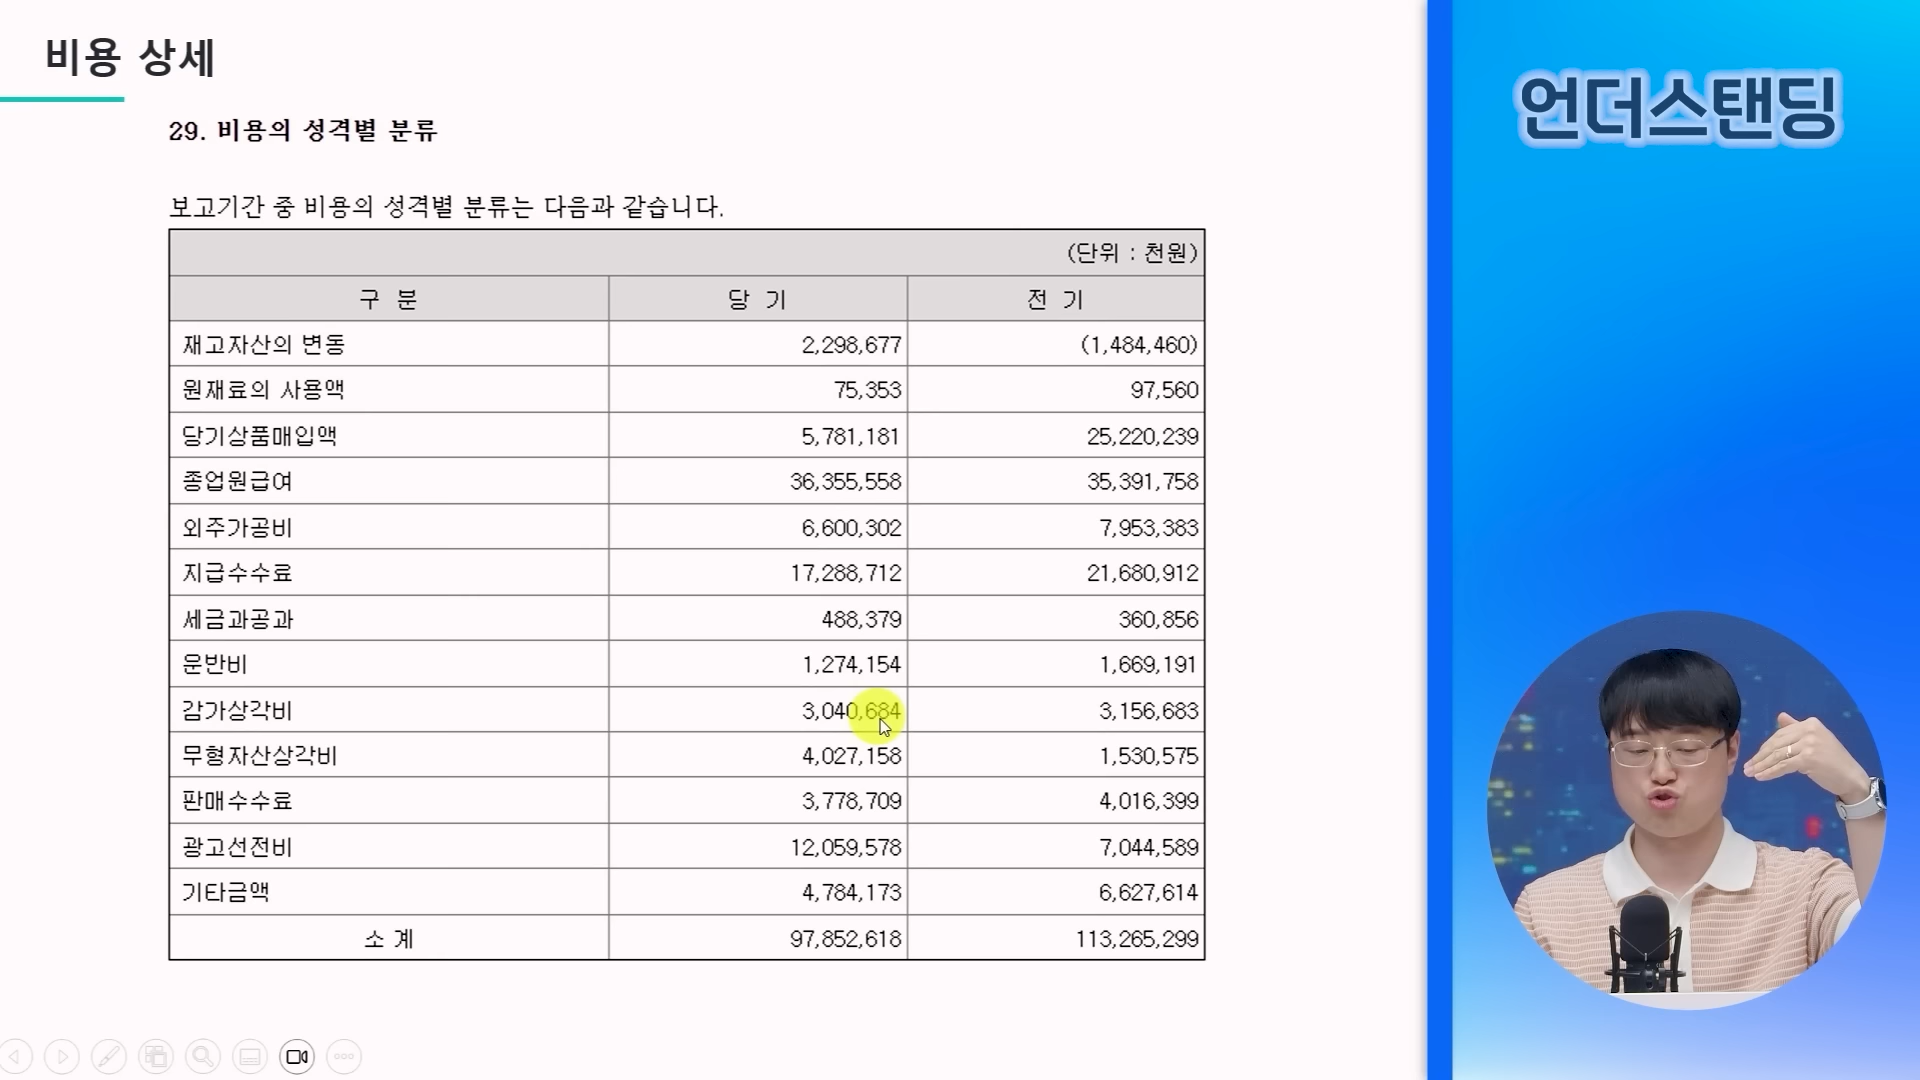 비용 상세
언더스탠딩
29. 비용의 성격별 분류
보고기간 중 비용의 성격별 분류는 다음과 같습니다.
(단위 : 천원)
구 분 당 기 전 기
재고자산의 변동 2,298,677 (1,484,460)
원재료의 사용액 75,353 97,560
당기상품매입액 5,781,181 25,220,239
종업원급여 36,355,558 35,391,758
외주가공비 6,600,302 7,953,383
지급수수료 17,288,712 21,680,912
세금과공과 488,379 360,856
운반비 1,274,154 1,669,191
감가상각비 3,040,684 3,156,683
무형자산상각비 4,027,158 1,530,575
판매수수료 3,778,709 4,016,399
광고선전비 12,059,578 7,044,589
기타금액 4,784,173 6,627,614
소 계 97,852,618 113,265,299